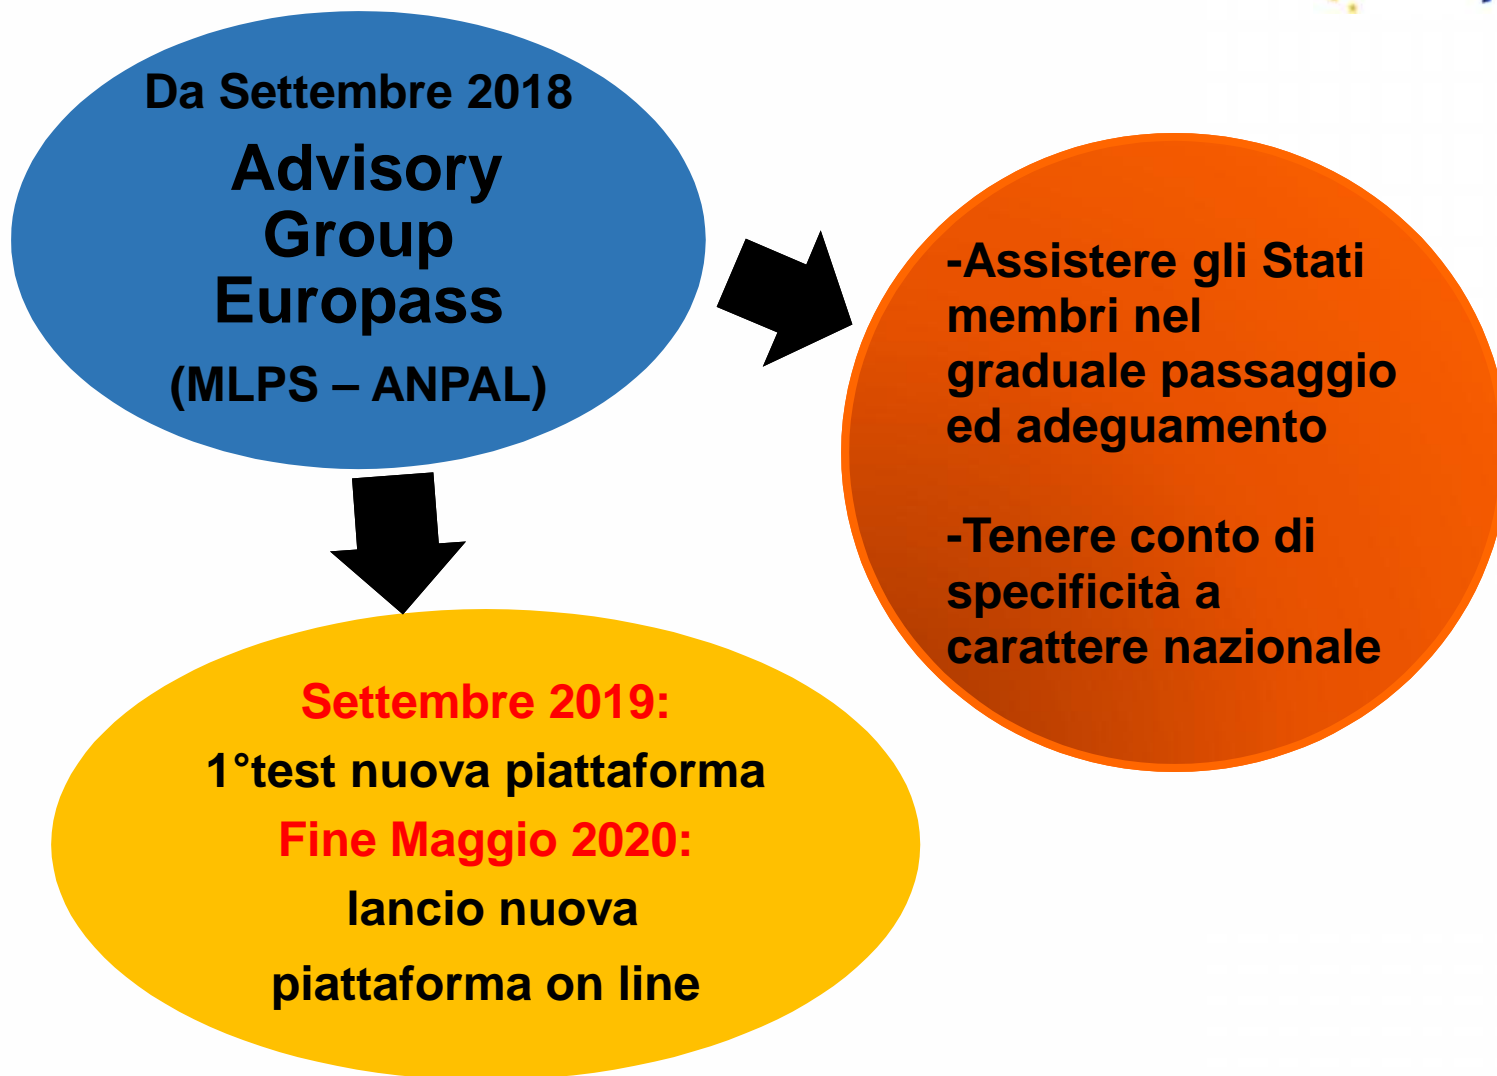 Da Settembre 2018
Advisory
Group
Europass
(MLPS – ANPAL)
-Assistere gli Stati
membri nel
graduale passaggio
ed adeguamento
-Tenere conto di
specificità a
carattere nazionale
Settembre 2019:
1°test nuova piattaforma
Fine Maggio 2020:
lancio nuova
piattaforma on line